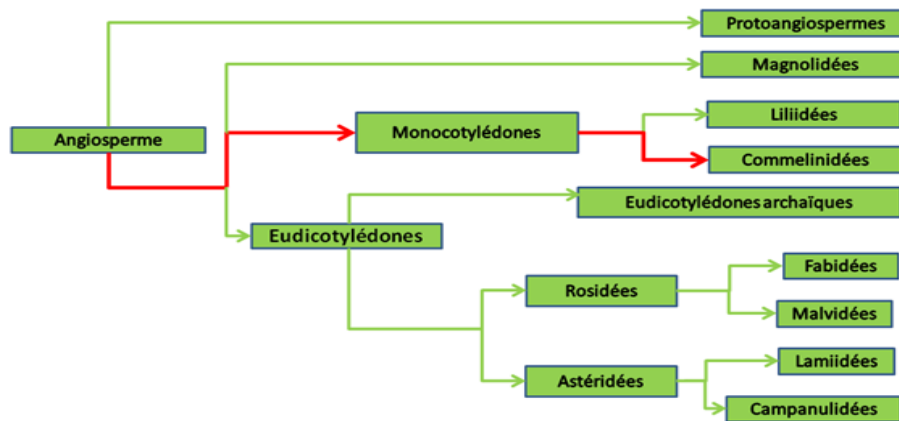 Protoangiospermes
Magnolidées
Angiosperme
Monocotylédones
Liliidées
Commelinidées
Eudicotylédones archaïques
Eudicotylédones
Rosidées
Fabidées
Malvidées
Astéridées
Lamiidées
Campanulidées